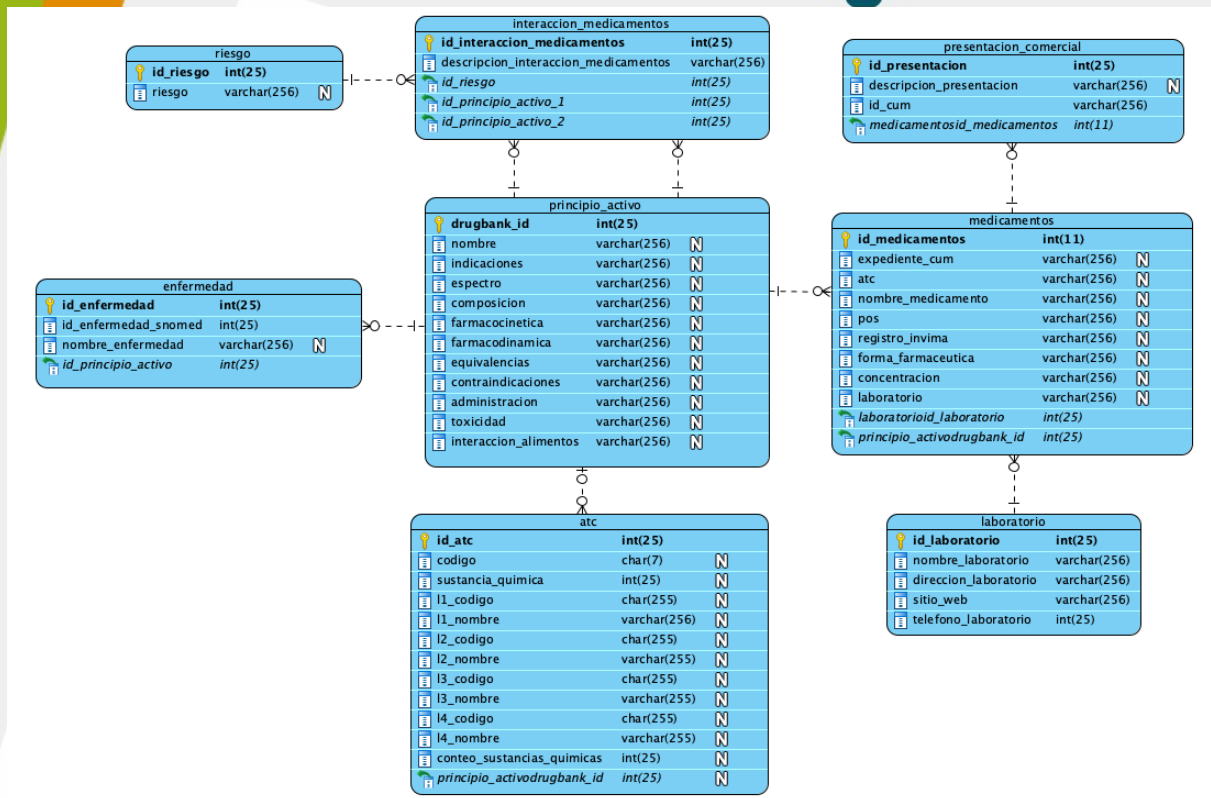 interaccion_medicamentos
id_interaccion_medicamentos int(25)
descripcion_interaccion_medicamentos varchar(256)
id_riesgo int(25)
id_principio_activo_1 int(25)
id_principio_activo_2 int(25)
riesgo
id_riesgo int(25)
riesgo varchar(256) N
presentacion_comercial
id_presentacion int(25)
descripcion_presentacion varchar(256) N
id_cum varchar(256)
medicamentosid_medicamentos int(11)
principio_activo
drugbank_id int(25)
nombre varchar(256) N
indicaciones varchar(256) N
espectro varchar(256) N
composicion varchar(256) N
farmacocinetica varchar(256) N
farmacodinamica varchar(256) N
equivalencias varchar(256) N
contraindicaciones varchar(256) N
administracion varchar(256) N
toxicidad varchar(256) N
interaccion_alimentos varchar(256) N
medicamentos
id_medicamentos int(11)
expediente_cum varchar(256) N
atc varchar(256) N
nombre_medicamento varchar(256) N
pos varchar(256) N
registro_invima varchar(256) N
forma_farmaceutica varchar(256) N
concentracion varchar(256) N
laboratorio varchar(256) N
laboratorioid_laboratorio int(25)
principio_activodrugbank_id int(25)
enfermedad
id_enfermedad int(25)
id_enfermedad_snomed int(25)
nombre_enfermedad varchar(256) N
id_principio_activo int(25)
atc
id_atc int(25)
codigo char(7) N
sustancia_quimica int(25) N
l1_codigo char(255) N
l1_nombre varchar(256) N
l2_codigo char(255) N
l2_nombre varchar(255) N
l3_codigo char(255) N
l3_nombre varchar(255) N
l4_codigo char(255) N
l4_nombre varchar(255) N
conteo_sustancias_quimicas int(25) N
principio_activodrugbank_id int(25) N
laboratorio
id_laboratorio int(25)
nombre_laboratorio varchar(256)
direccion_laboratorio varchar(256)
sitio_web varchar(256)
telefono_laboratorio int(25)